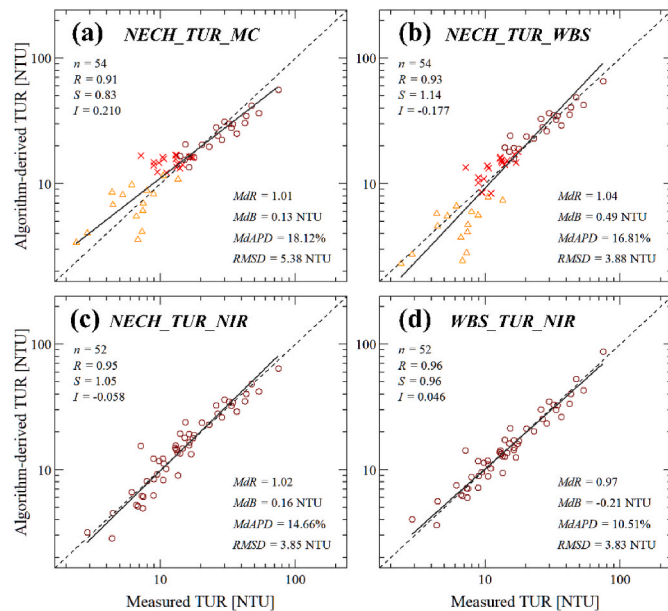 (a) NECH_TUR_MC
n = 54
R = 0.91
S = 0.83
I = 0.210
MdR = 1.01
MdB = 0.13 NTU
MdAPD = 18.12%
RMSD = 5.38 NTU
100
10
Algorithm-derived TUR [NTU]
(b) NECH_TUR_WBS
n = 54
R = 0.93
S = 1.14
I = -0.177
MdR = 1.04
MdB = 0.49 NTU
MdAPD = 16.81%
RMSD = 3.88 NTU
100
10
(c) NECH_TUR_NIR
n = 52
R = 0.95
S = 1.05
I = -0.058
MdR = 1.02
MdB = 0.16 NTU
MdAPD = 14.66%
RMSD = 3.85 NTU
100
10
Algorithm-derived TUR [NTU]
10 100
Measured TUR [NTU]
(d) WBS_TUR_NIR
n = 52
R = 0.96
S = 0.96
I = 0.046
MdR = 0.97
MdB = -0.21 NTU
MdAPD = 10.51%
RMSD = 3.83 NTU
100
10
10 100
Measured TUR [NTU]